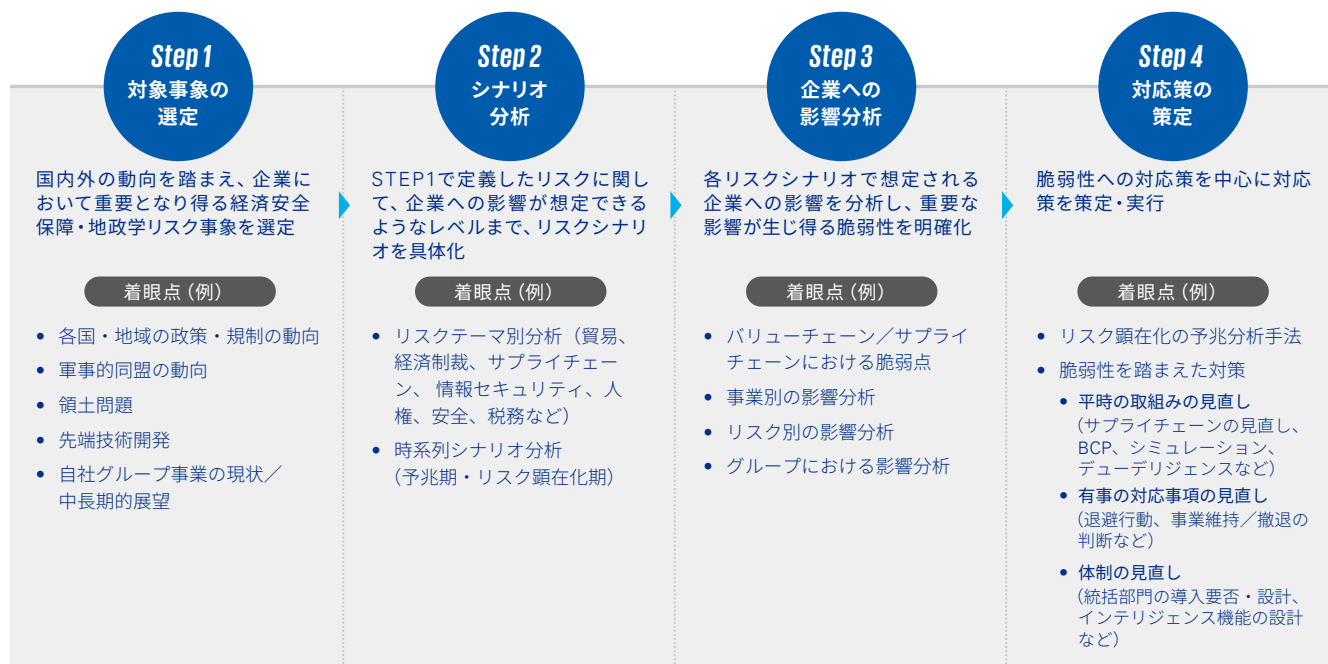 Step 1
対象事象の
選定
国内外の動向を踏まえ、企業に
おいて重要となり得る経済安全
保障・地政学リスク事象を選定
着眼点（例）
• 各国・地域の政策・規制の動向
• 軍事的同盟の動向
• 領土問題
• 先端技術開発
• 自社グループ事業の現状／
中長期的展望
Step 2
シナリオ
分析
STEP1で定義したリスクに関し
て、企業への影響が想定できる
ようなレベルまで、リスクシナリ
オを具体化
着眼点（例）
• リスクテーマ別分析（貿易、
経済制裁、サプライチェー
ン、 情報セキュリティ、人
権、安全、税務など）
• 時系列シナリオ分析
（予兆期・リスク顕在化期）
Step 3
企業への
影響分析
各リスクシナリオで想定される
企業への影響を分析し、重要な
影響が生じ得る脆弱性を明確化
着眼点（例）
• バリューチェーン／サプライ
チェーンにおける脆弱点
• 事業別の影響分析
• リスク別の影響分析
• グループにおける影響分析
Step 4
対応策の
策定
脆弱性への対応策を中心に対応
策を策定・実行
着眼点（例）
• リスク顕在化の予兆分析手法
• 脆弱性を踏まえた対策
• 平時の取組みの見直し
（サプライチェーンの見直し、
BCP、シミュレーション、
デューデリジェンスなど）
• 有事の対応事項の見直し
（退避行動、事業維持／撤退の
判断など）
• 体制の見直し
（統括部門の導入要否・設計、
インテリジェンス機能の設計
など）